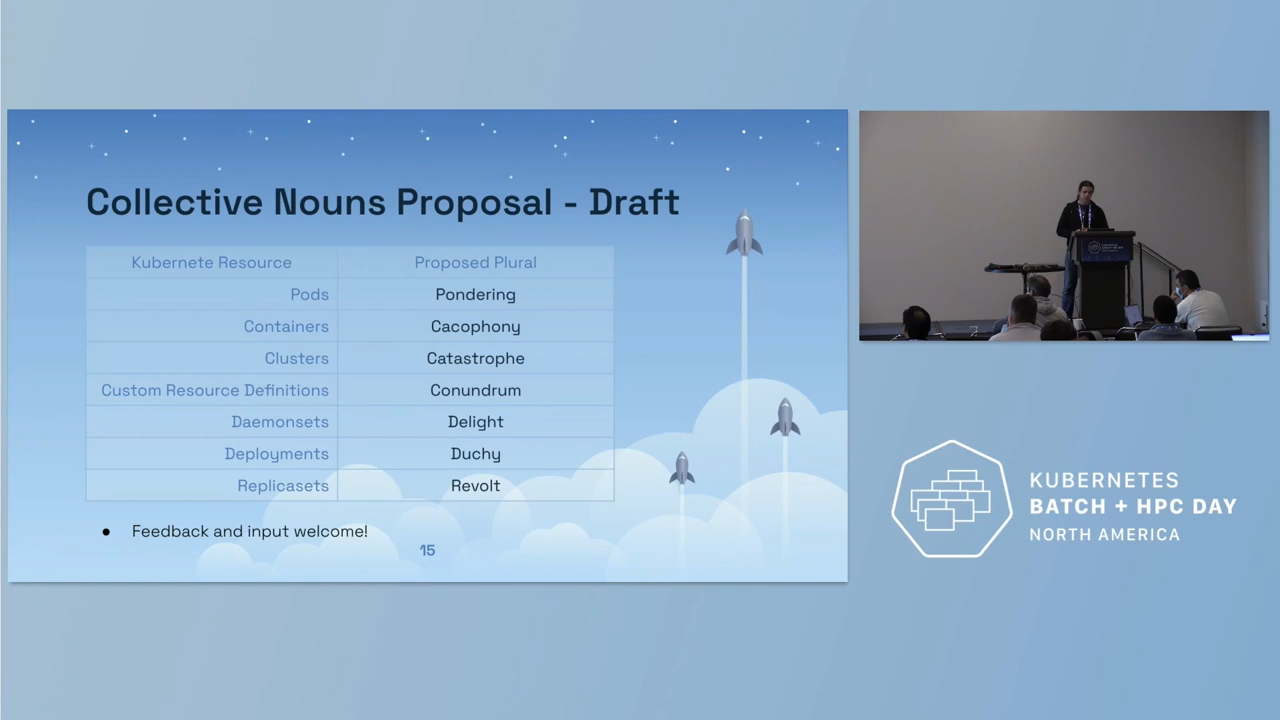 Collective Nouns Proposal - Draft
Kubernete Resource Proposed Plural
Pods Pondering
Containers Cacophony
Clusters Catastrophe
Custom Resource Definitions Conundrum
Daemonsets Delight
Deployments Duchy
Replicasets Revolt
● Feedback and input welcome!
15
KUBERNETES
BATCH + HPC DAY
NORTH AMERICA